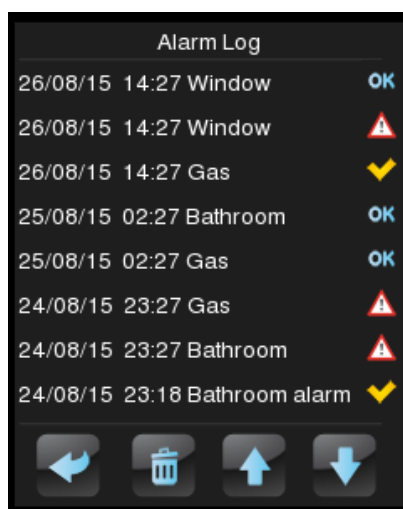 Alarm Log
26/08/15 14:27 Window OK
26/08/15 14:27 Window
26/08/15 14:27 Gas
25/08/15 02:27 Bathroom OK
25/08/15 02:27 Gas OK
24/08/15 23:27 Gas
24/08/15 23:27 Bathroom
24/08/15 23:18 Bathroom alarm